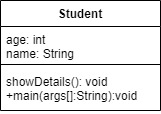 Student
age: int
name: String
showDetails(): void
+main(args[]:String):void